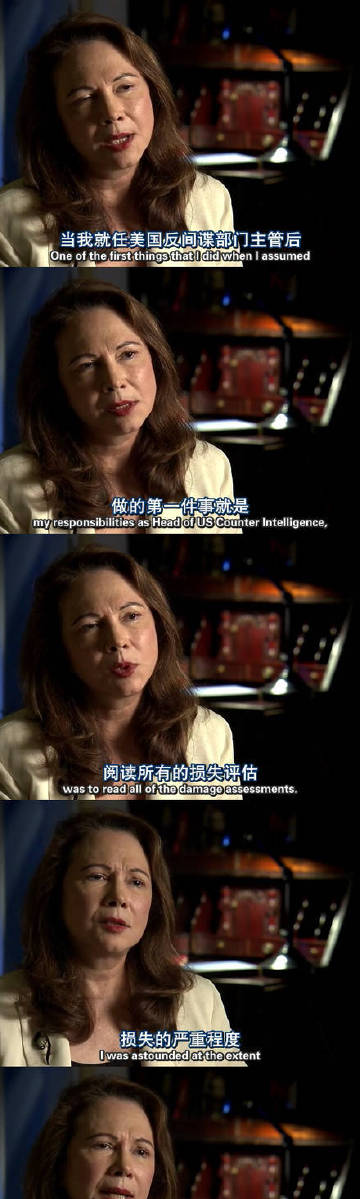 当我就任美国反间谍部门主管后
One of the first things that I did when I assumed
做的第一件事就是
my responsibilities as Head of US Counter Intelligence,
阅读所有的损失评估
was to read all of the damage assessments.
损失的严重程度
I was astounded at the extent